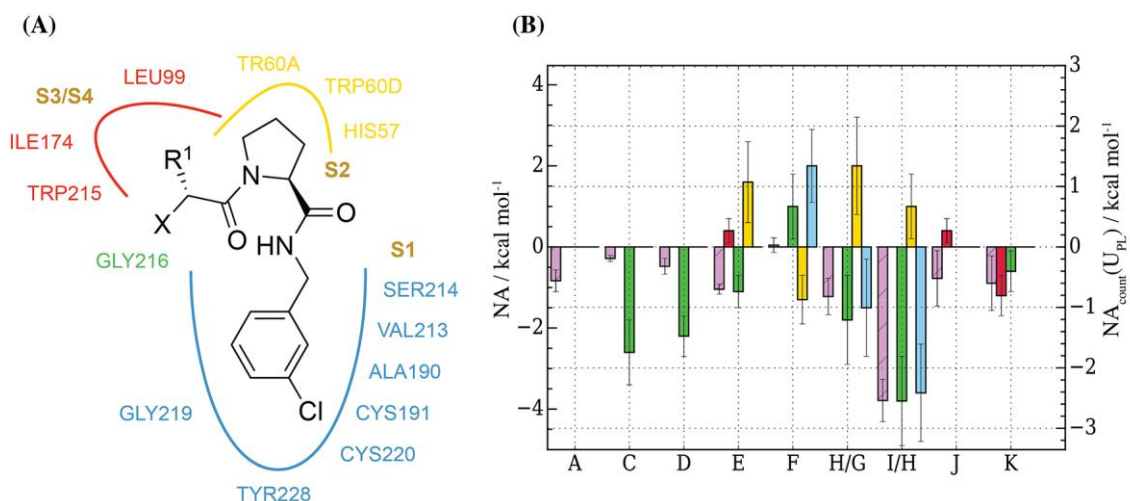 (A)
(B)
LEU99
TR60A
TRP60D
S3/S4
HIS57
ILE174
R¹
S2
TRP215
N
X
O
O
HN
S1
GLY216
SER214
VAL213
ALA190
Cl
GLY219
CYS191
CYS220
TYR228
NA / kcal mol⁻¹
4
2
0
−2
−4
3
2
1
0
−1
−2
−3
NA_count(U_PL) / kcal mol⁻¹
A C D E F H/G I/H J K